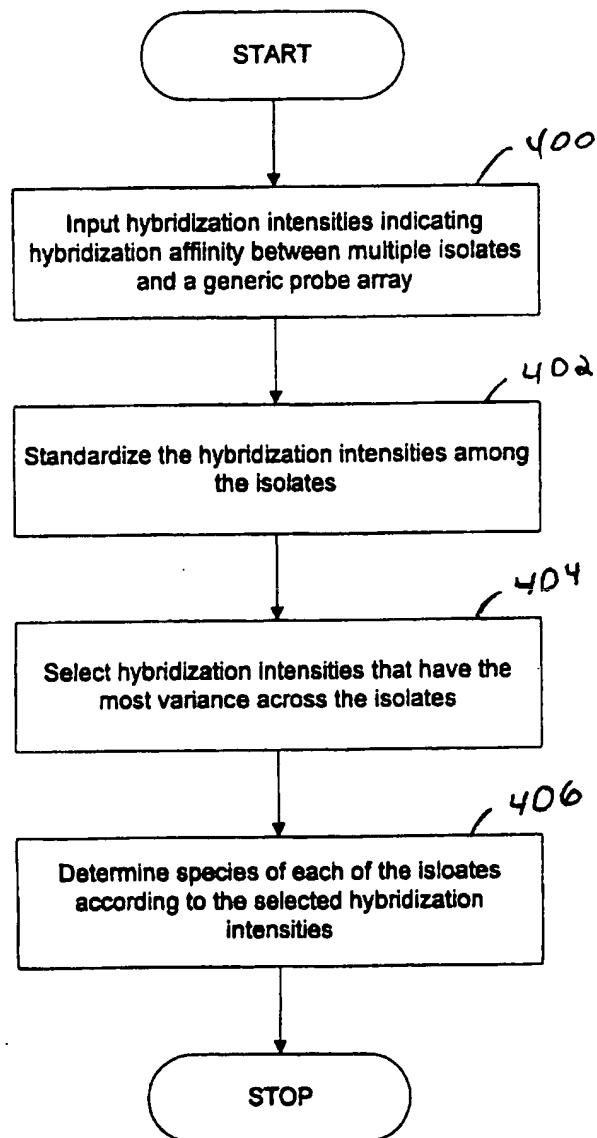 START
400
Input hybridization intensities indicating
hybridization affinity between multiple isolates
and a generic probe array
402
Standardize the hybridization intensities among
the isolates
404
Select hybridization intensities that have the
most variance across the isolates
406
Determine species of each of the isloates
according to the selected hybridization
intensities
STOP